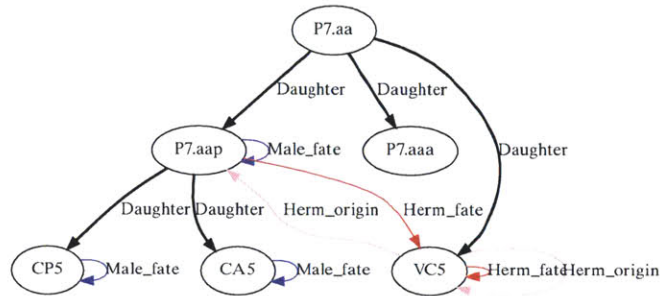 P7.aa
Daughter
Daughter
P7.aap
Male_fate
P7.aaa
Daughter
Daughter
Daughter
Herm_origin
Herm_fate
CP5
Male_fate
CA5
Male_fate
VC5
Herm_fate
Herm_origin